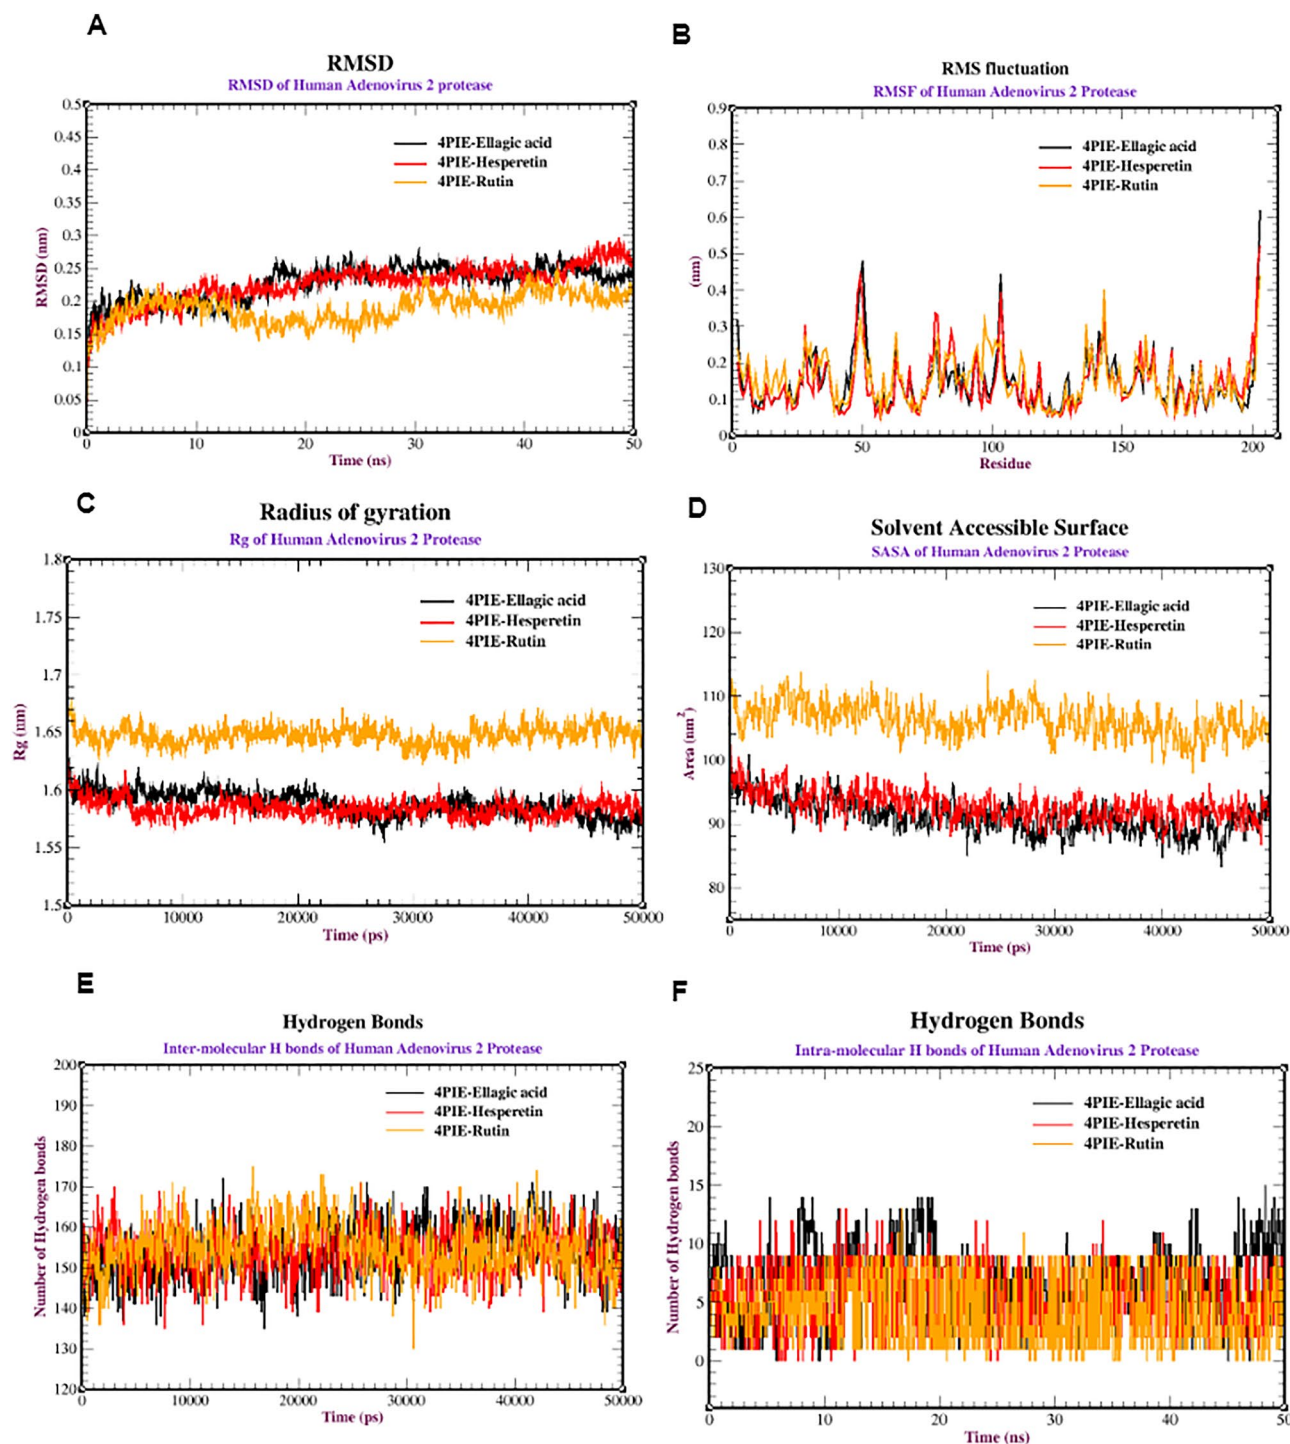 A
RMSD
RMSD of Human Adenovirus 2 protease
0.5
0.45
0.4
0.35
0.3
0.25
0.2
0.15
0.1
0.05
0
RMSD (nm)
4PIE-Ellagic acid
4PIE-Hesperetin
4PIE-Rutin
0 10 20 30 40 50
Time (ns)
B
RMS fluctuation
RMSF of Human Adenovirus 2 Protease
0.9
0.8
0.7
0.6
0.5
0.4
0.3
0.2
0.1
0
(nm)
4PIE-Ellagic acid
4PIE-Hesperetin
4PIE-Rutin
0 50 100 150 200
Residue
C
Radius of gyration
Rg of Human Adenovirus 2 Protease
1.8
1.75
1.7
1.65
1.6
1.55
1.5
Rg (nm)
4PIE-Ellagic acid
4PIE-Hesperetin
4PIE-Rutin
0 10000 20000 30000 40000 50000
Time (ps)
D
Solvent Accessible Surface
SASA of Human Adenovirus 2 Protease
130
120
110
100
90
80
Area (nm²)
4PIE-Ellagic acid
4PIE-Hesperetin
4PIE-Rutin
0 10000 20000 30000 40000 50000
Time (ps)
E
Hydrogen Bonds
Inter-molecular H bonds of Human Adenovirus 2 Protease
200
190
180
170
160
150
140
130
120
Number of Hydrogen bonds
4PIE-Ellagic acid
4PIE-Hesperetin
4PIE-Rutin
0 10000 20000 30000 40000 50000
Time (ps)
F
Hydrogen Bonds
Intra-molecular H bonds of Human Adenovirus 2 Protease
25
20
15
10
5
0
Number of Hydrogen bonds
4PIE-Ellagic acid
4PIE-Hesperetin
4PIE-Rutin
0 10 20 30 40 50
Time (ns)